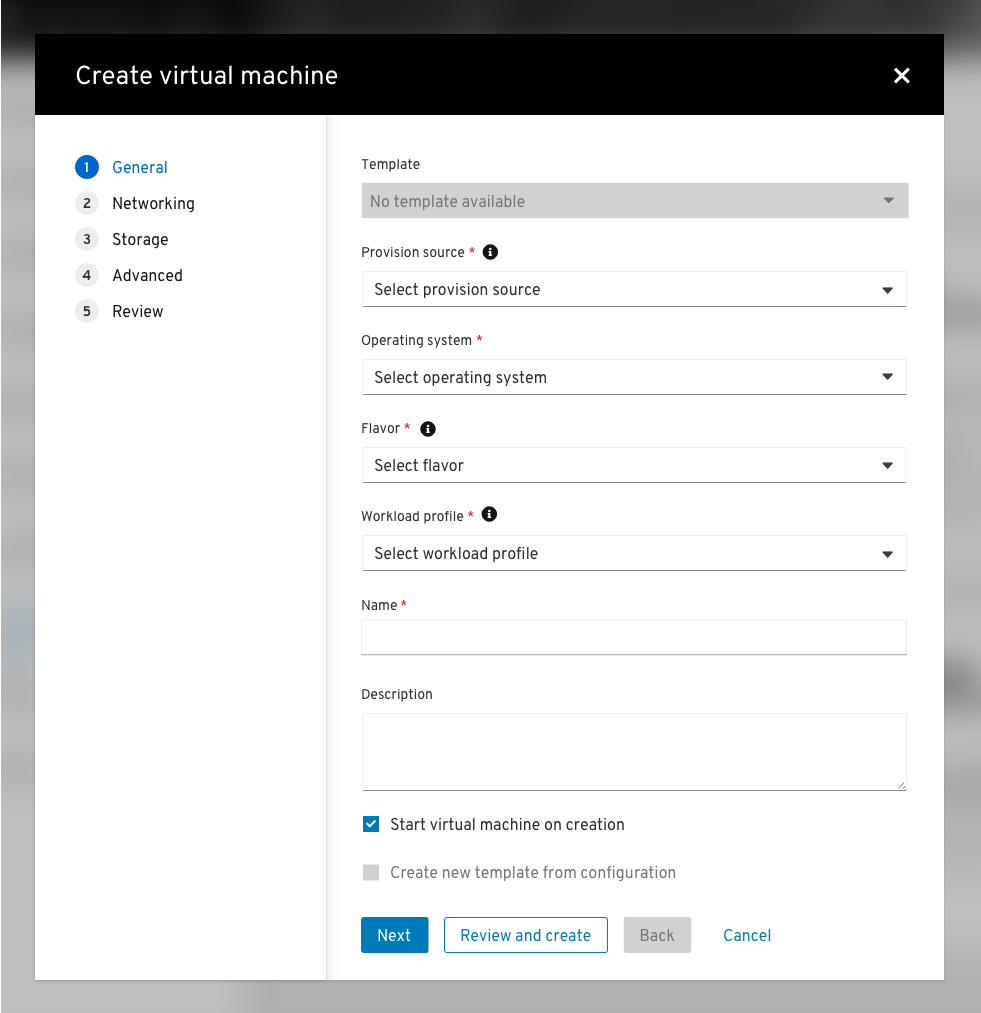 Create virtual machine
1 General
2 Networking
3 Storage
4 Advanced
5 Review
Template
No template available
Provision source *
Select provision source
Operating system *
Select operating system
Flavor *
Select flavor
Workload profile *
Select workload profile
Name *
Description
Start virtual machine on creation
Create new template from configuration
Next Review and create Back Cancel